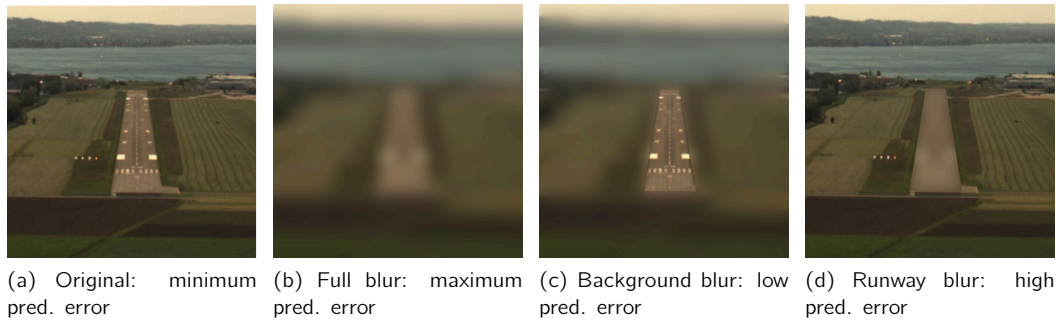 (a) Original: minimum
pred. error
(b) Full blur: maximum
pred. error
(c) Background blur: low
pred. error
(d) Runway blur: high
pred. error